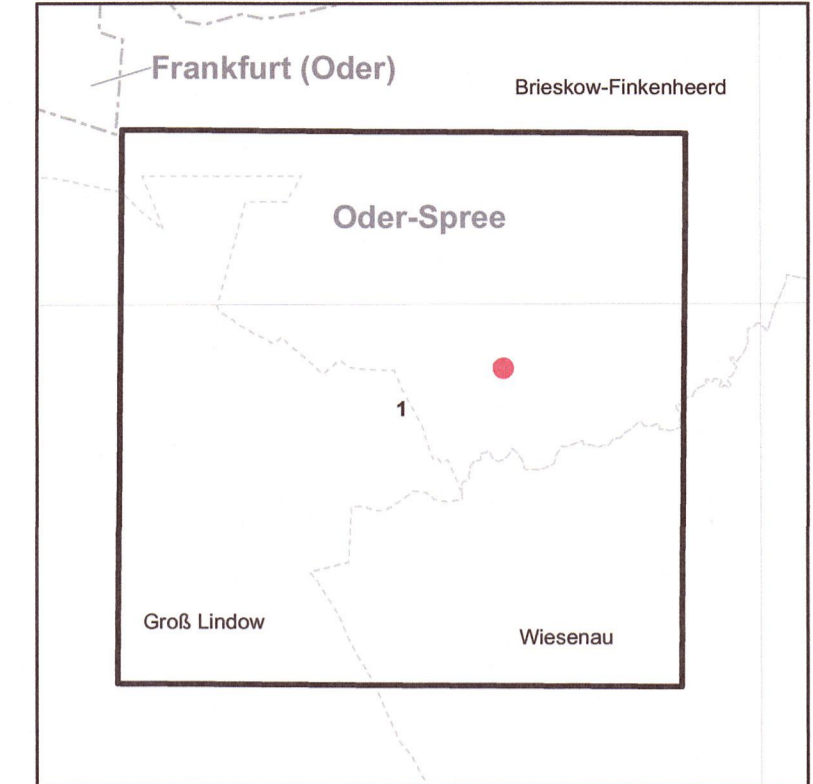 Frankfurt (Oder)
Brieskow-Finkenheerd
Oder-Spree
1
Groß Lindow
Wiesenau